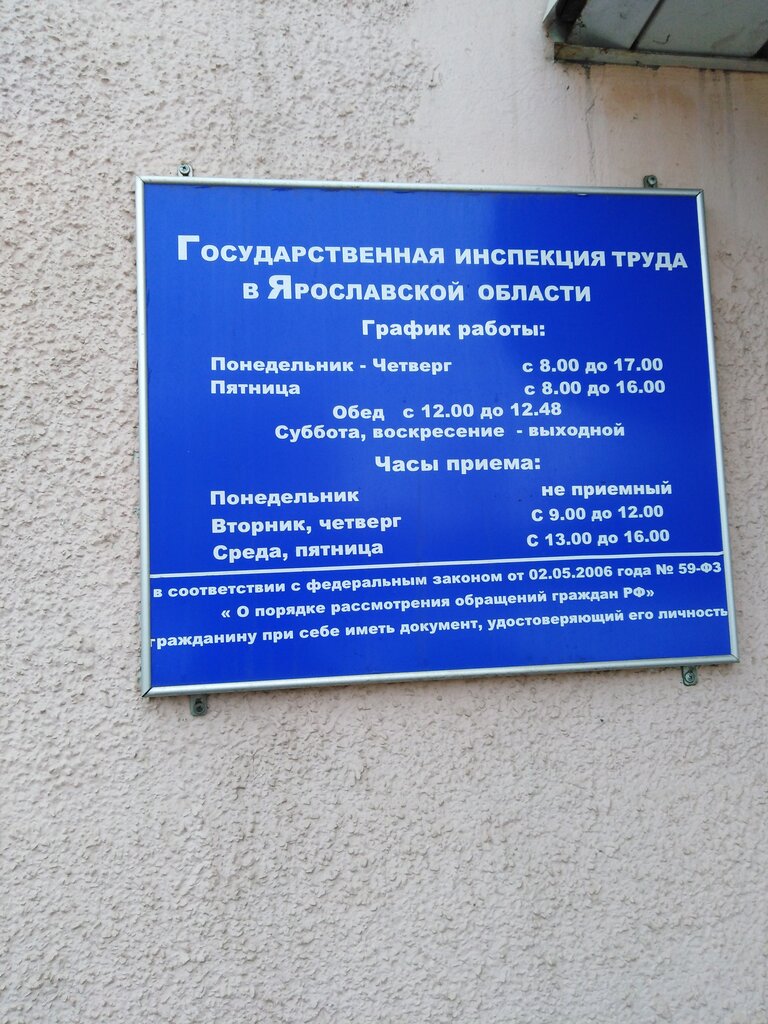 Государственная инспекция труда
в Ярославской области
График работы:
Понедельник - Четверг с 8.00 до 17.00
Пятница с 8.00 до 16.00
Обед с 12.00 до 12.48
Суббота, воскресение - выходной
Часы приема:
Понедельник не приемный
Вторник, четверг С 9.00 до 12.00
Среда, пятница С 13.00 до 16.00
в соответствии с федеральным законом от 02.05.2006 года № 59-ФЗ
« О порядке рассмотрения обращений граждан РФ»
гражданину при себе иметь документ, удостоверяющий его личность